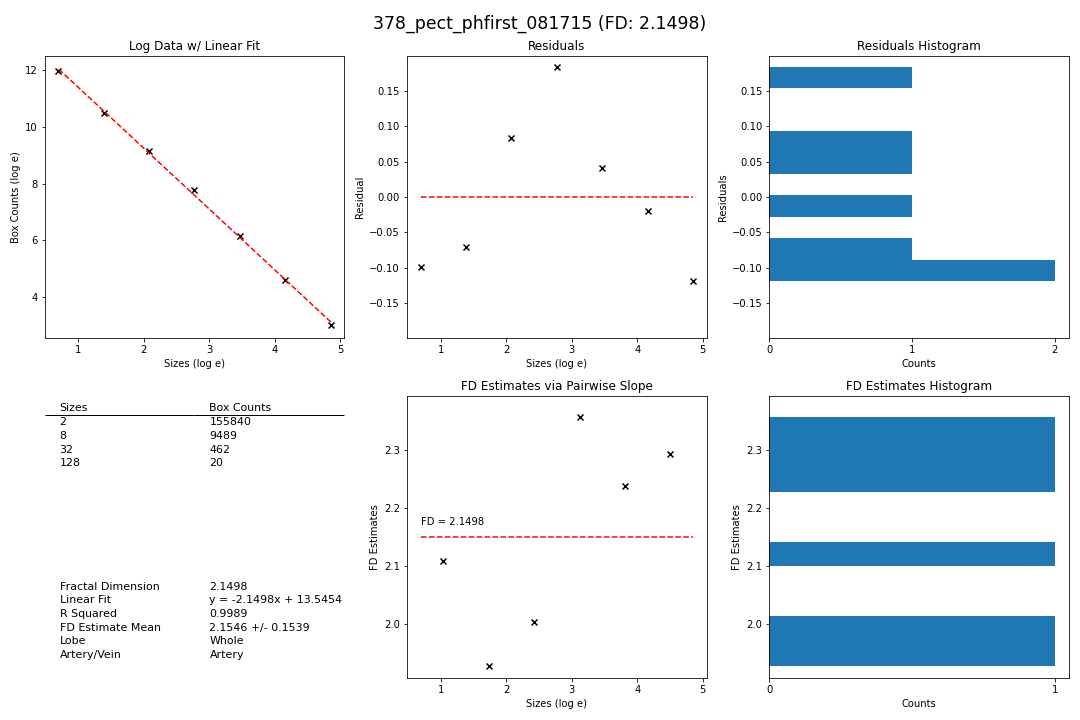 378_pect_phfirst_081715 (FD: 2.1498)
Log Data w/ Linear Fit
12
10
8
6
4
Box Counts (log e)
1 2 3 4 5
Sizes (log e)
Residuals
0.15
0.10
0.05
0.00
−0.05
−0.10
−0.15
Residual
1 2 3 4 5
Sizes (log e)
Residuals Histogram
0.15
0.10
0.05
0.00
−0.05
−0.10
−0.15
Residuals
0 1 2
Counts
Sizes Box Counts
2 155840
8 9489
32 462
128 20
Fractal Dimension 2.1498
Linear Fit y = -2.1498x + 13.5454
R Squared 0.9989
FD Estimate Mean 2.1546 +/- 0.1539
Lobe Whole
Artery/Vein Artery
FD Estimates via Pairwise Slope
2.3
2.2
2.1
2.0
FD Estimates
FD = 2.1498
1 2 3 4 5
Sizes (log e)
FD Estimates Histogram
2.3
2.2
2.1
2.0
FD Estimates
0 1
Counts